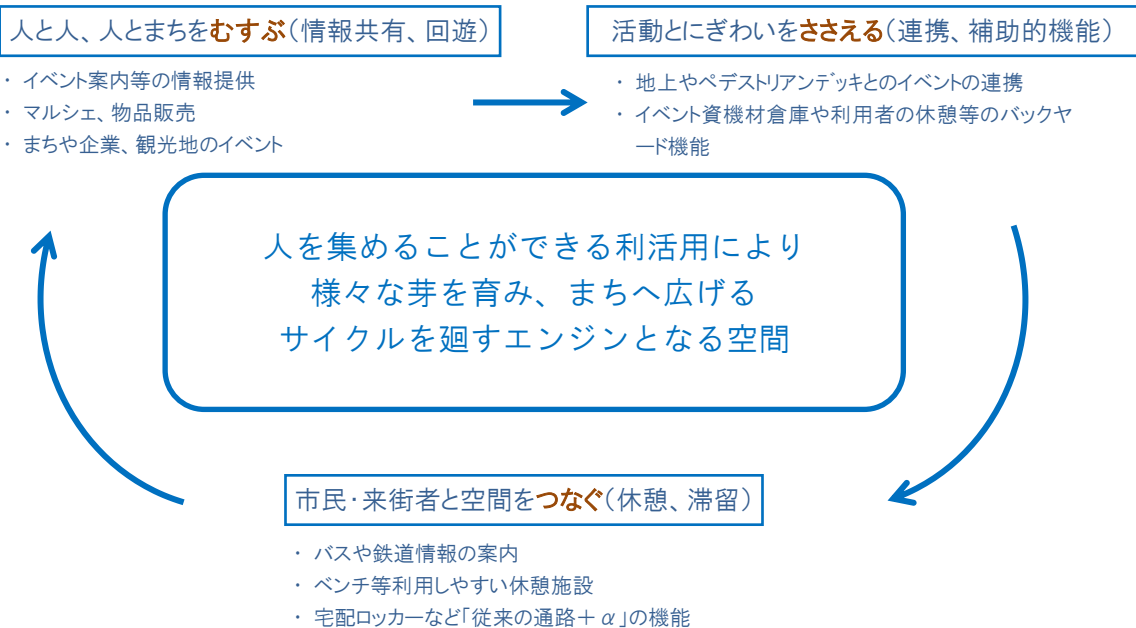 人と人、人とまちをむすぶ（情報共有、回遊）
・ イベント案内等の情報提供
・ マルシェ、物品販売
・ まちや企業、観光地のイベント
活動とにぎわいをささえる（連携、補助的機能）
・ 地上やペデストリアンデッキとのイベントの連携
・ イベント資機材倉庫や利用者の休憩等のバックヤ
ード機能
人を集めることができる利活用により
様々な芽を育み、まちへ広げる
サイクルを廻すエンジンとなる空間
市民・来街者と空間をつなぐ（休憩、滞留）
・ バスや鉄道情報の案内
・ ベンチ等利用しやすい休憩施設
・ 宅配ロッカーなど「従来の通路＋α」の機能